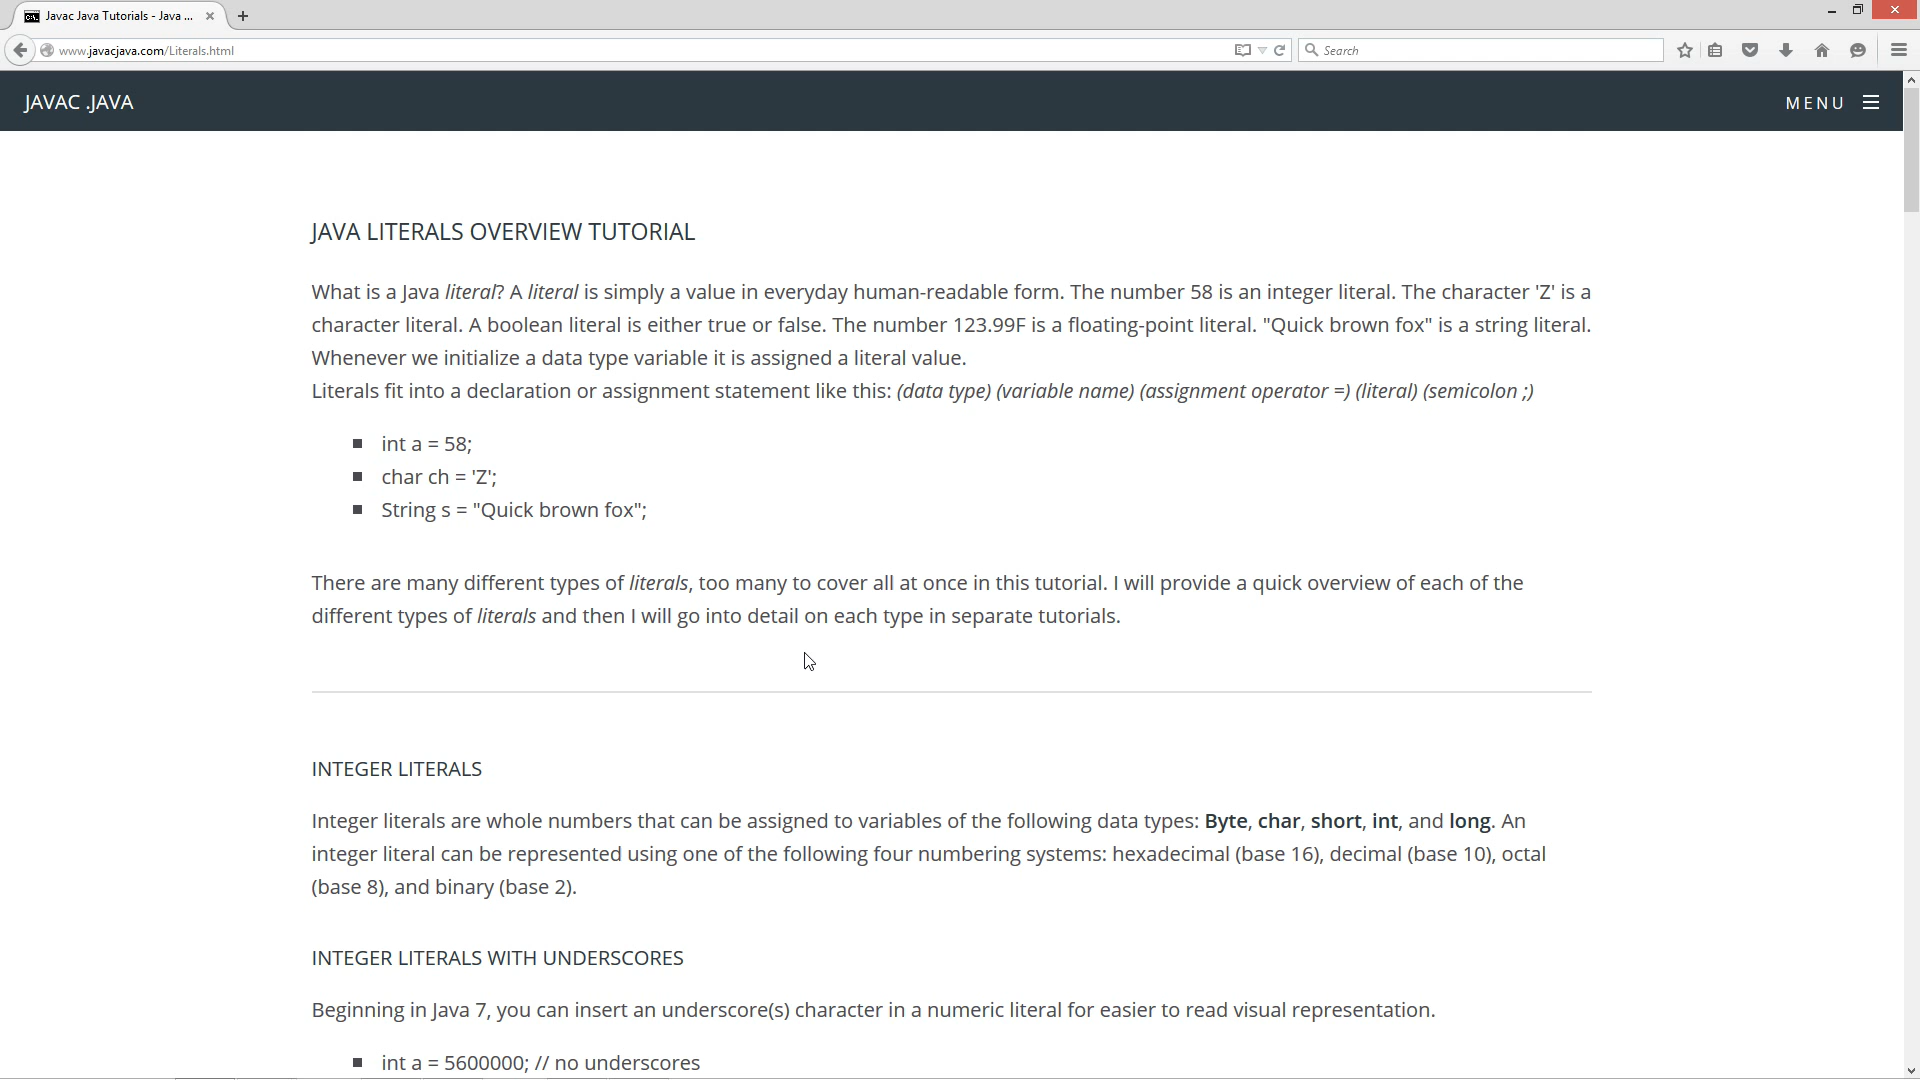 Javac Java Tutorials - Java ...
www.javacjava.com/Literals.html
Search
JAVAC .JAVA
MENU
JAVA LITERALS OVERVIEW TUTORIAL
What is a Java literal? A literal is simply a value in everyday human-readable form. The number 58 is an integer literal. The character 'Z' is a
character literal. A boolean literal is either true or false. The number 123.99F is a floating-point literal. "Quick brown fox" is a string literal.
Whenever we initialize a data type variable it is assigned a literal value.
Literals fit into a declaration or assignment statement like this: (data type) (variable name) (assignment operator =) (literal) (semicolon ;)
int a = 58;
char ch = 'Z';
String s = "Quick brown fox";
There are many different types of literals, too many to cover all at once in this tutorial. I will provide a quick overview of each of the
different types of literals and then I will go into detail on each type in separate tutorials.
INTEGER LITERALS
Integer literals are whole numbers that can be assigned to variables of the following data types: Byte, char, short, int, and long. An
integer literal can be represented using one of the following four numbering systems: hexadecimal (base 16), decimal (base 10), octal
(base 8), and binary (base 2).
INTEGER LITERALS WITH UNDERSCORES
Beginning in Java 7, you can insert an underscore(s) character in a numeric literal for easier to read visual representation.
int a = 5600000; // no underscores